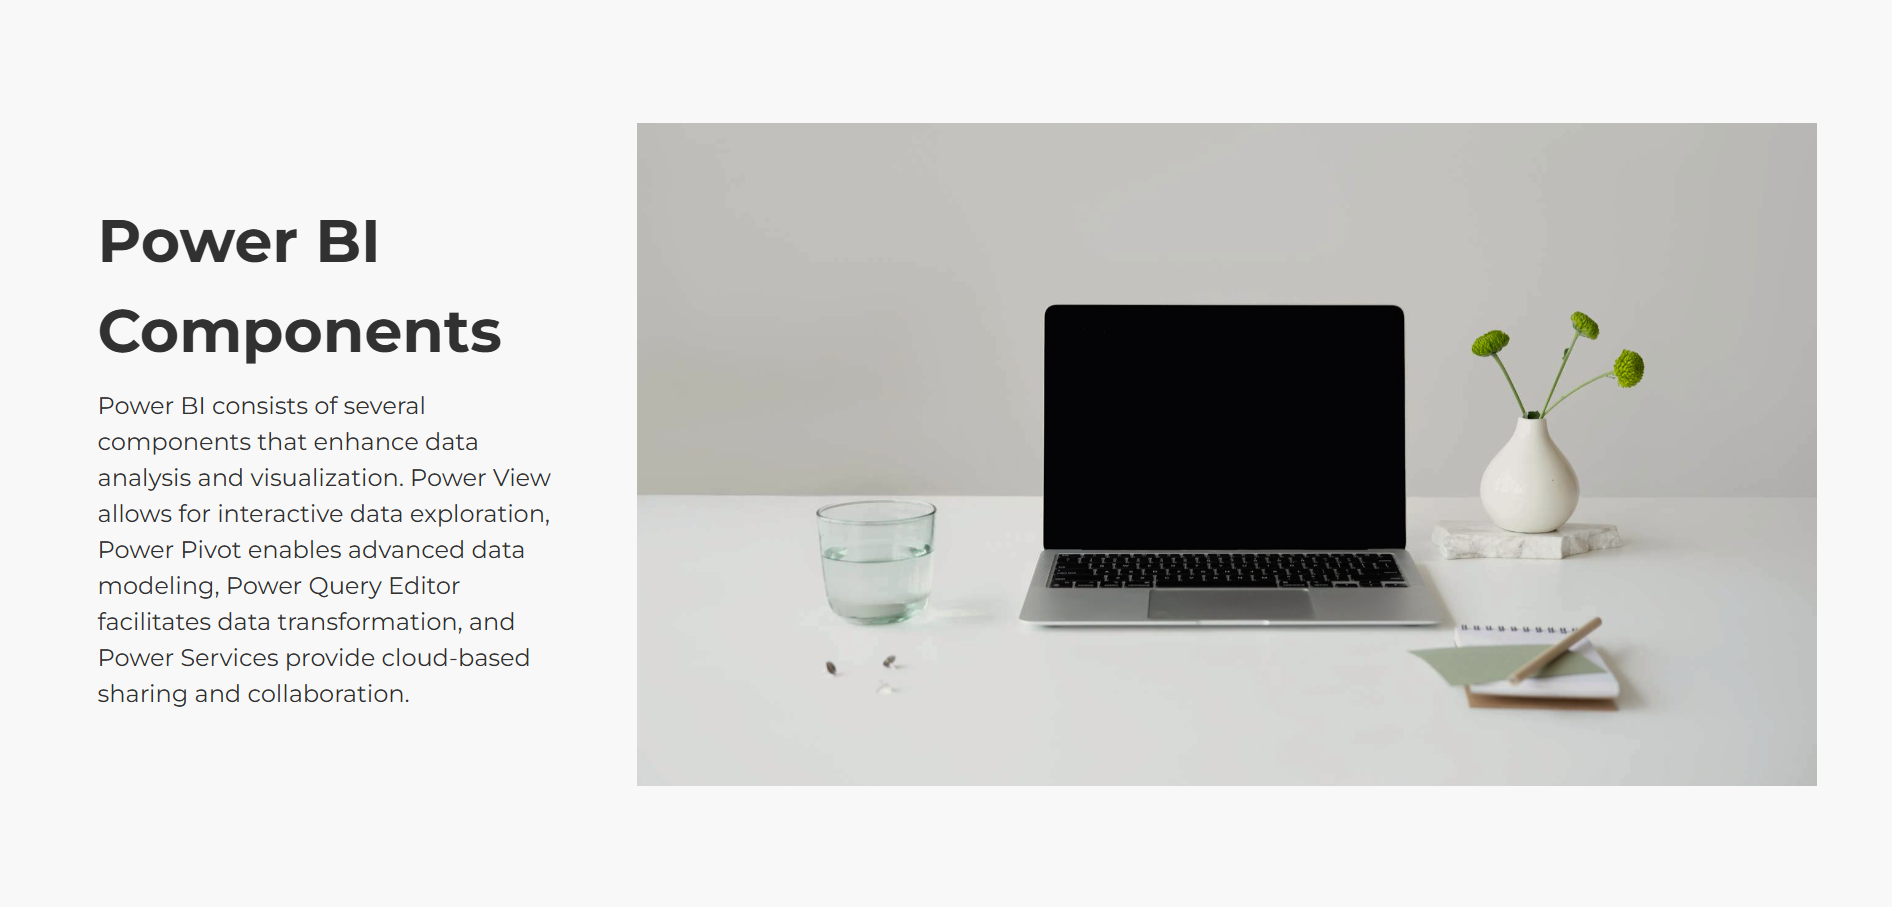 Power BI
Components
Power BI consists of several
components that enhance data
analysis and visualization. Power View
allows for interactive data exploration,
Power Pivot enables advanced data
modeling, Power Query Editor
facilitates data transformation, and
Power Services provide cloud-based
sharing and collaboration.